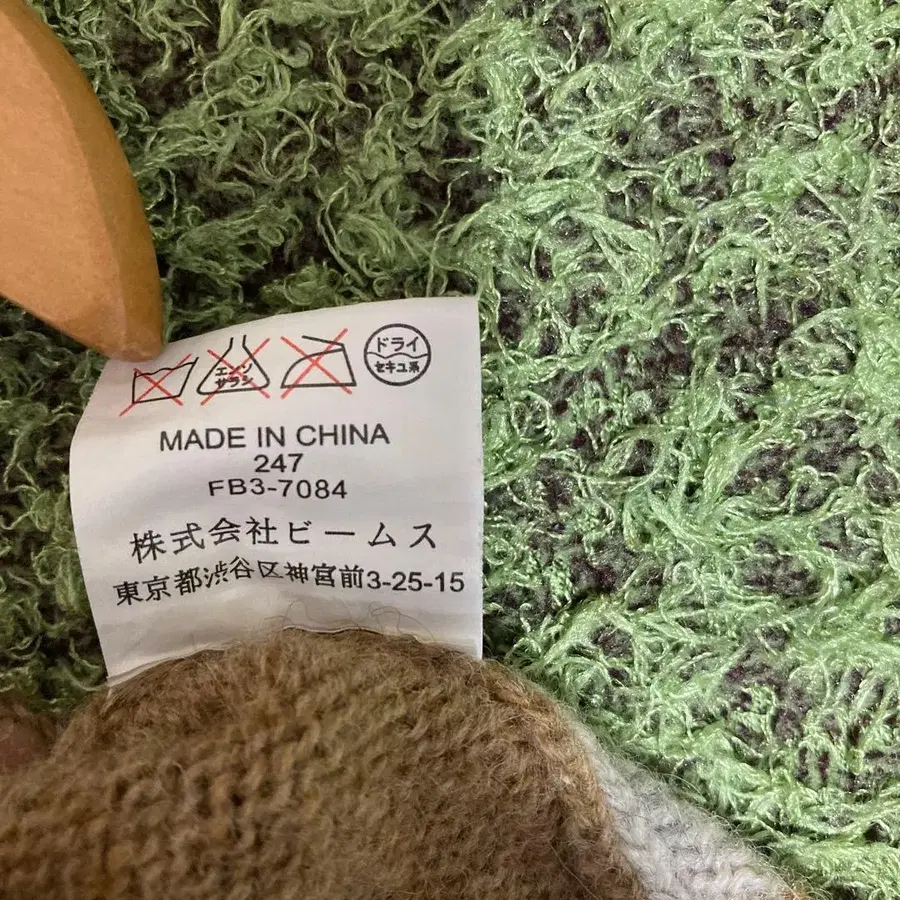 エンソ
サラシ
ドライ
セキユ系
MADE IN CHINA
247
FB3-7084
株式会社ビームス
東京都渋谷区神宮前3-25-15